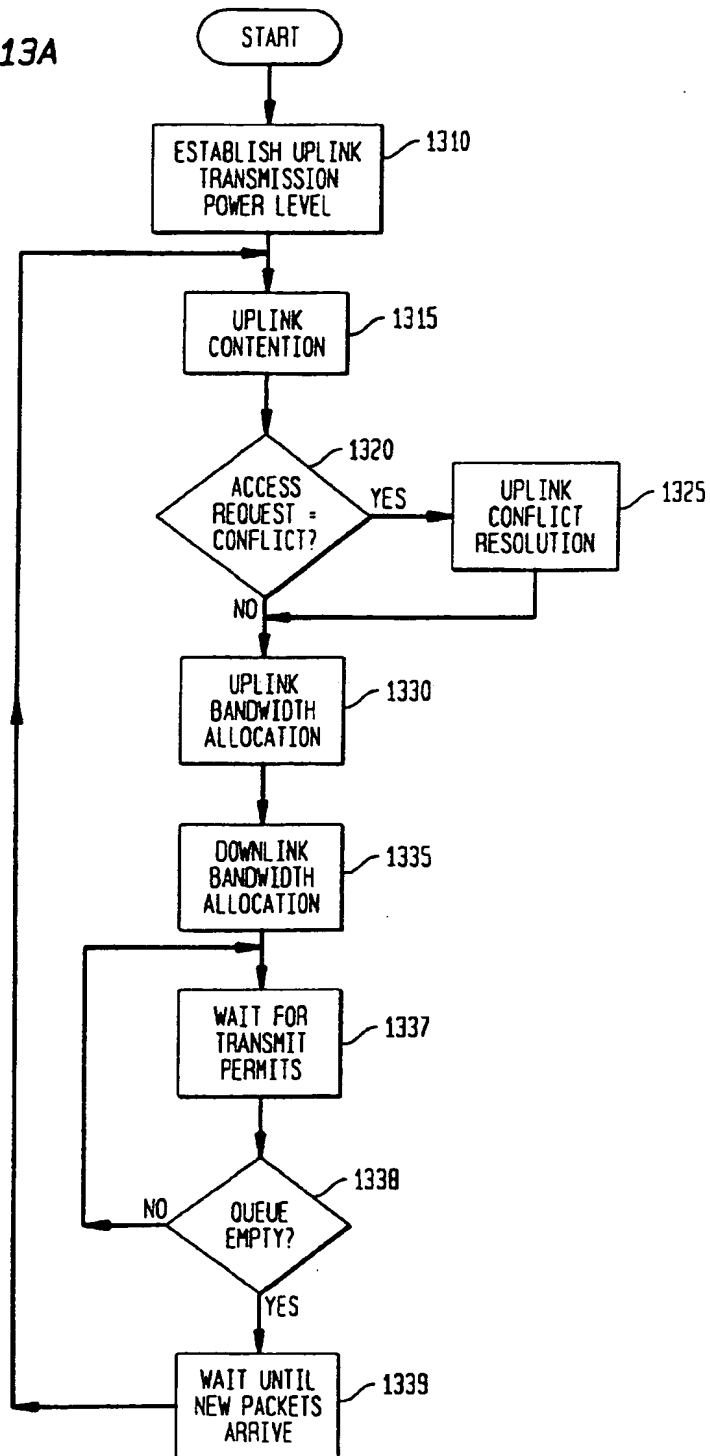 13A
START
ESTABLISH UPLINK
TRANSMISSION
POWER LEVEL
1310
UPLINK
CONTENTION
1315
ACCESS
REQUEST =
CONFLICT?
1320
YES
UPLINK
CONFLICT
RESOLUTION
1325
NO
UPLINK
BANDWIDTH
ALLOCATION
1330
DOWNLINK
BANDWIDTH
ALLOCATION
1335
WAIT FOR
TRANSMIT
PERMITS
1337
QUEUE
EMPTY?
1338
NO
YES
WAIT UNTIL
NEW PACKETS
ARRIVE
1339